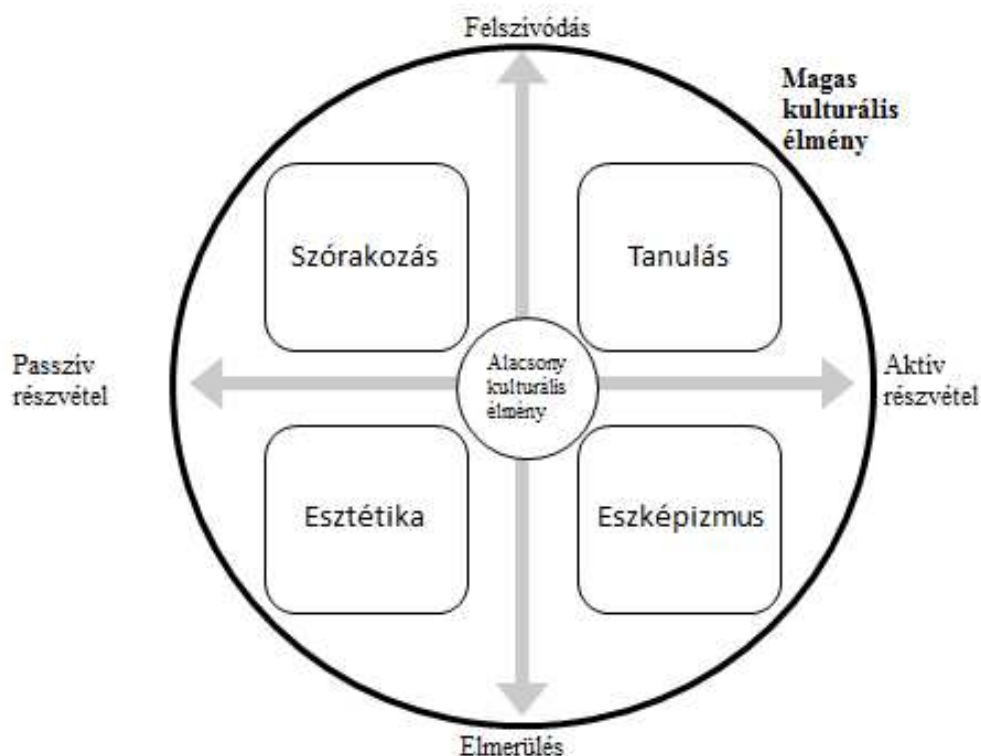 Felszívódás
Magas
kulturális
élmény
Szórakozás
Tanulás
Passzív
részvétel
Alacsony
kulturális
élmény
Aktív
részvétel
Esztétika
Eszképizmus
Elmerülés